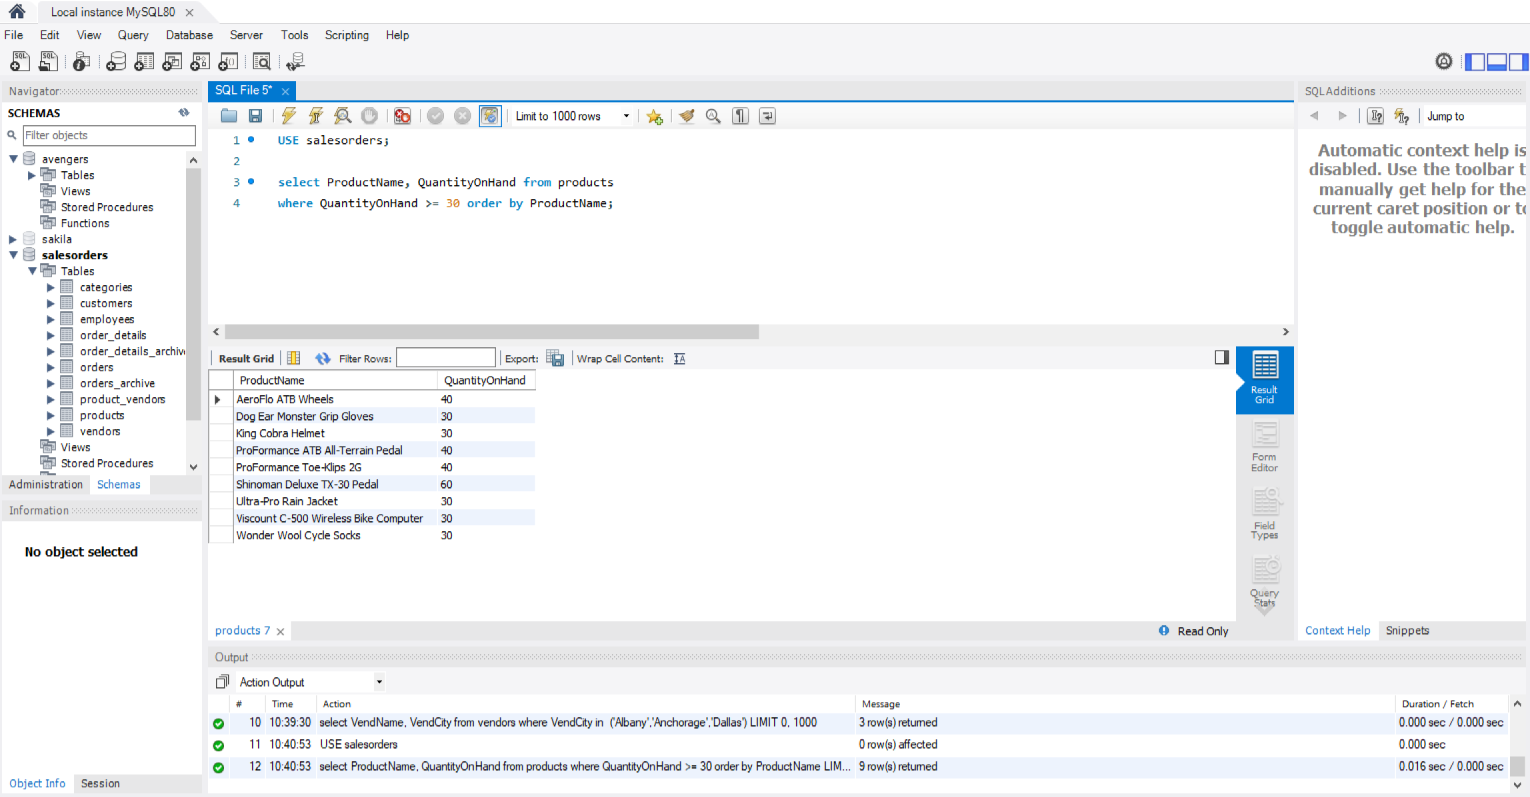 Local instance MySQL80
File Edit View Query Database Server Tools Scripting Help
Navigator
SCHEMAS
Filter objects
avengers
Tables
Views
Stored Procedures
Functions
sakila
salesorders
Tables
categories
customers
employees
order_details
order_details_archiv
orders
orders_archive
product_vendors
products
vendors
Views
Stored Procedures
Administration Schemas
Information
No object selected
Object Info Session
SQL File 5*
Limit to 1000 rows
1 USE salesorders;
2
3 select ProductName, QuantityOnHand from products
4 where QuantityOnHand >= 30 order by ProductName;
Result Grid Filter Rows: Export: Wrap Cell Content:
ProductName QuantityOnHand
AeroFlo ATB Wheels 40
Dog Ear Monster Grip Gloves 30
King Cobra Helmet 30
ProFormance ATB All-Terrain Pedal 40
ProFormance Toe-Klips 2G 40
Shinoman Deluxe TX-30 Pedal 60
Ultra-Pro Rain Jacket 30
Viscount C-500 Wireless Bike Computer 30
Wonder Wool Cycle Socks 30
Result
Grid
Form
Editor
Field
Types
Query
Stats
products 7 Read Only
Output
Action Output
# Time Action Message Duration / Fetch
10 10:39:30 select VendName, VendCity from vendors where VendCity in ('Albany','Anchorage','Dallas') LIMIT 0, 1000 3 row(s) returned 0.000 sec / 0.000 sec
11 10:40:53 USE salesorders 0 row(s) affected 0.000 sec
12 10:40:53 select ProductName, QuantityOnHand from products where QuantityOnHand >= 30 order by ProductName LIM... 9 row(s) returned 0.016 sec / 0.000 sec
SQLAdditions
Jump to
Automatic context help is
disabled. Use the toolbar t
manually get help for the
current caret position or to
toggle automatic help.
Context Help Snippets